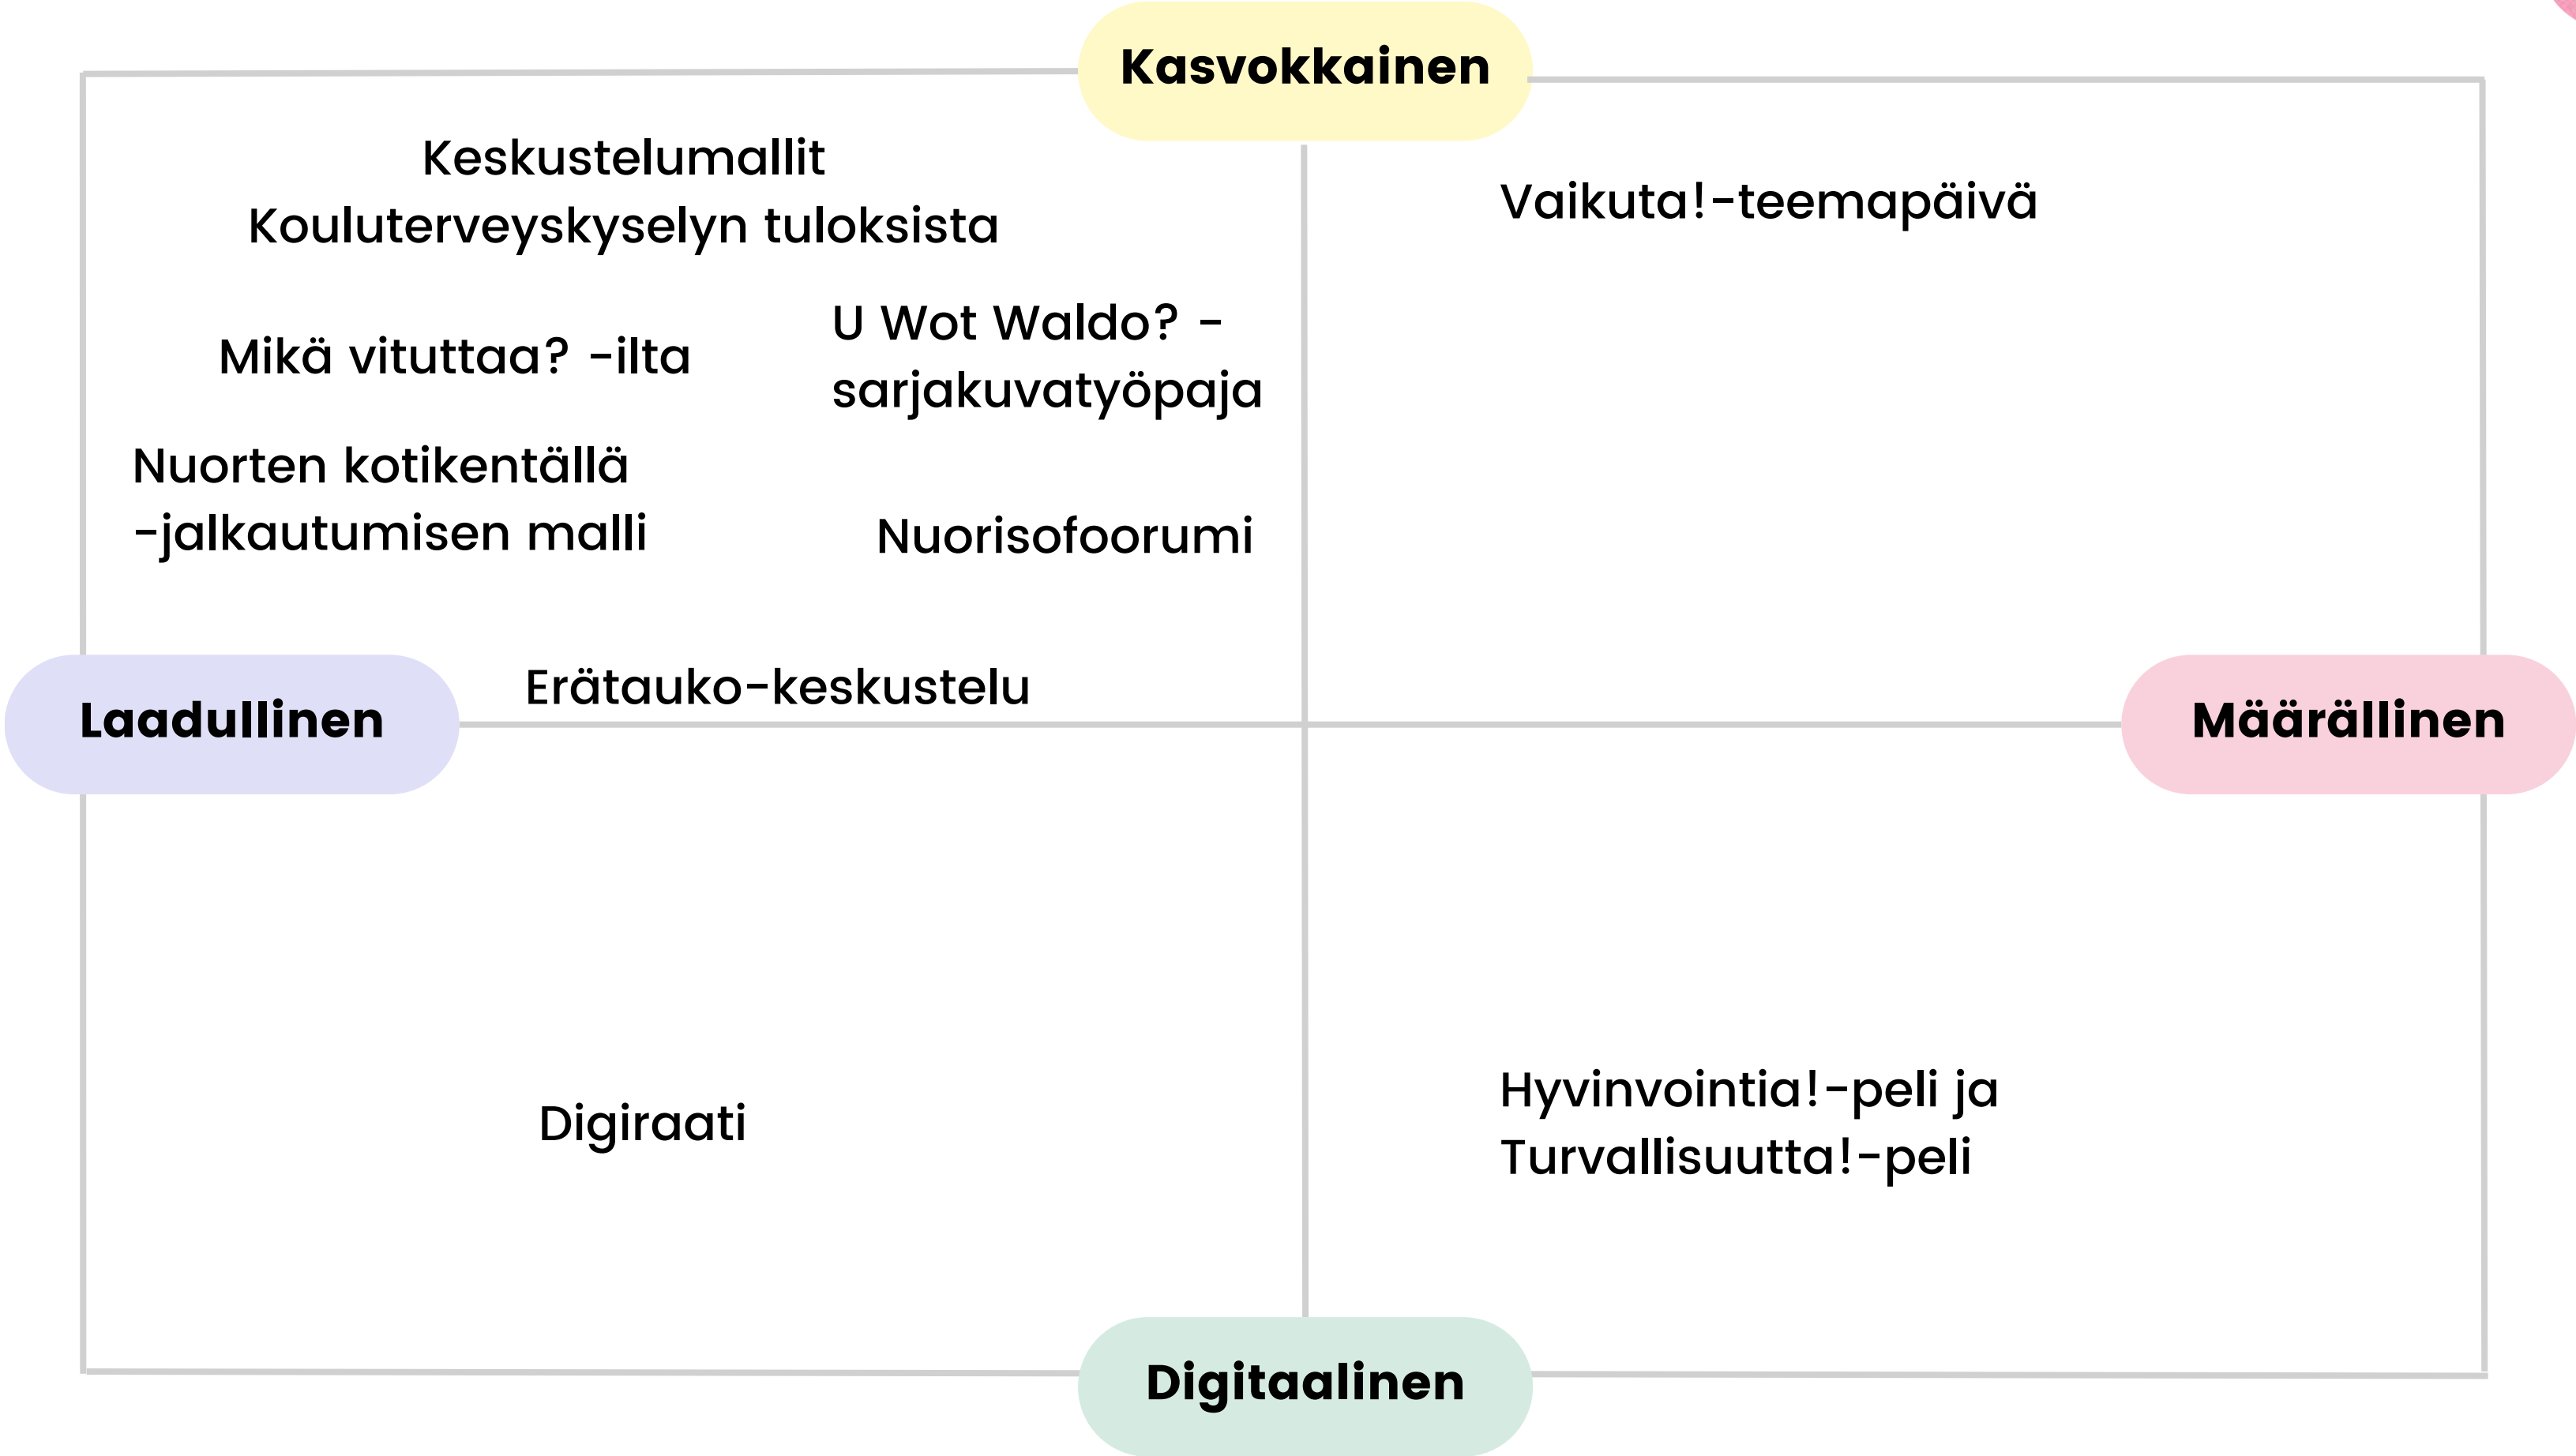 Kasvokkainen
Keskustelumallit
Kouluterveyskyselyn tuloksista
Vaikuta!-teemapäivä
Mikä vituttaa? -ilta
U Wot Waldo? -
sarjakuvatyöpaja
Nuorten kotikentällä
-jalkautumisen malli
Nuorisofoorumi
Erätauko-keskustelu
Laadullinen
Määrällinen
Digiraati
Hyvinvointia!-peli ja
Turvallisuutta!-peli
Digitaalinen